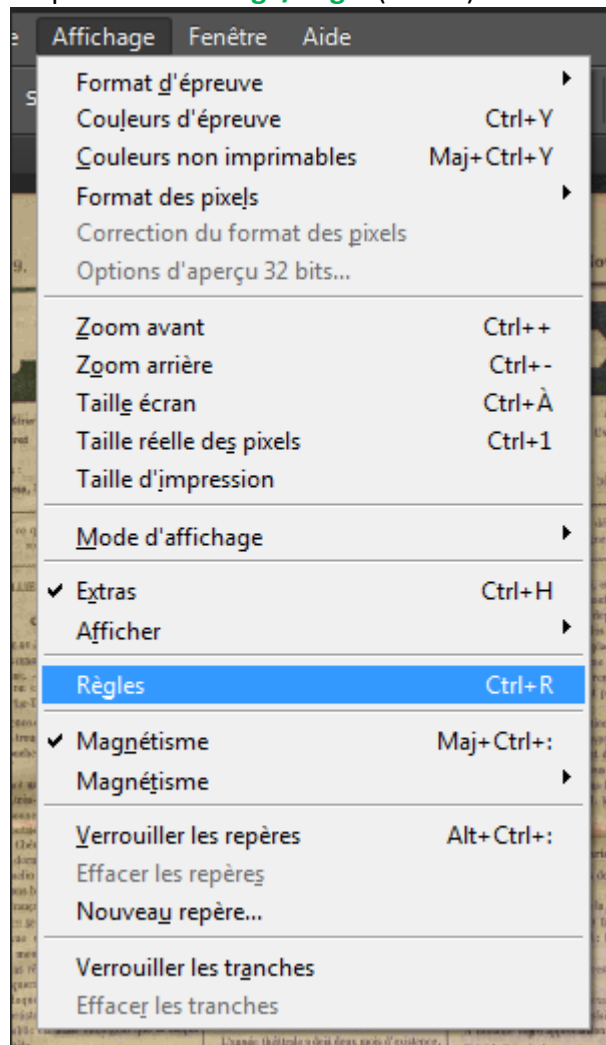 Affichage Fenêtre Aide
Format d'épreuve
Couleurs d'épreuve Ctrl+Y
Couleurs non imprimables Maj+Ctrl+Y
Format des pixels
Correction du format des pixels
Options d'aperçu 32 bits...
Zoom avant Ctrl++
Zoom arrière Ctrl+-
Taille écran Ctrl+À
Taille réelle des pixels Ctrl+1
Taille d'impression
Mode d'affichage
Extras Ctrl+H
Afficher
Règles Ctrl+R
Magnétisme Maj+Ctrl+:
Magnétisme
Verrouiller les repères Alt+Ctrl+:
Effacer les repères
Nouveau repère...
Verrouiller les tranches
Effacer les tranches